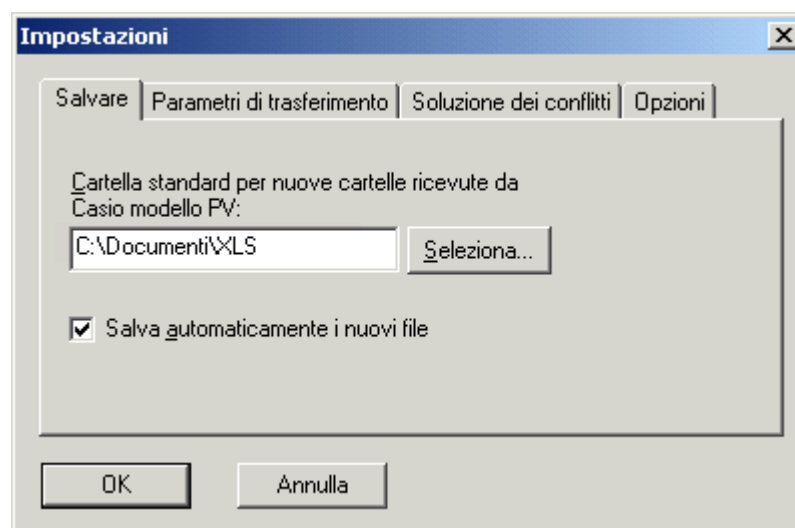 Impostazioni
Salvare Parametri di trasferimento Soluzione dei conflitti Opzioni
Cartella standard per nuove cartelle ricevute da
Casio modello PV:
C:\Documenti\XLS Seleziona...
Salva automaticamente i nuovi file
OK Annulla